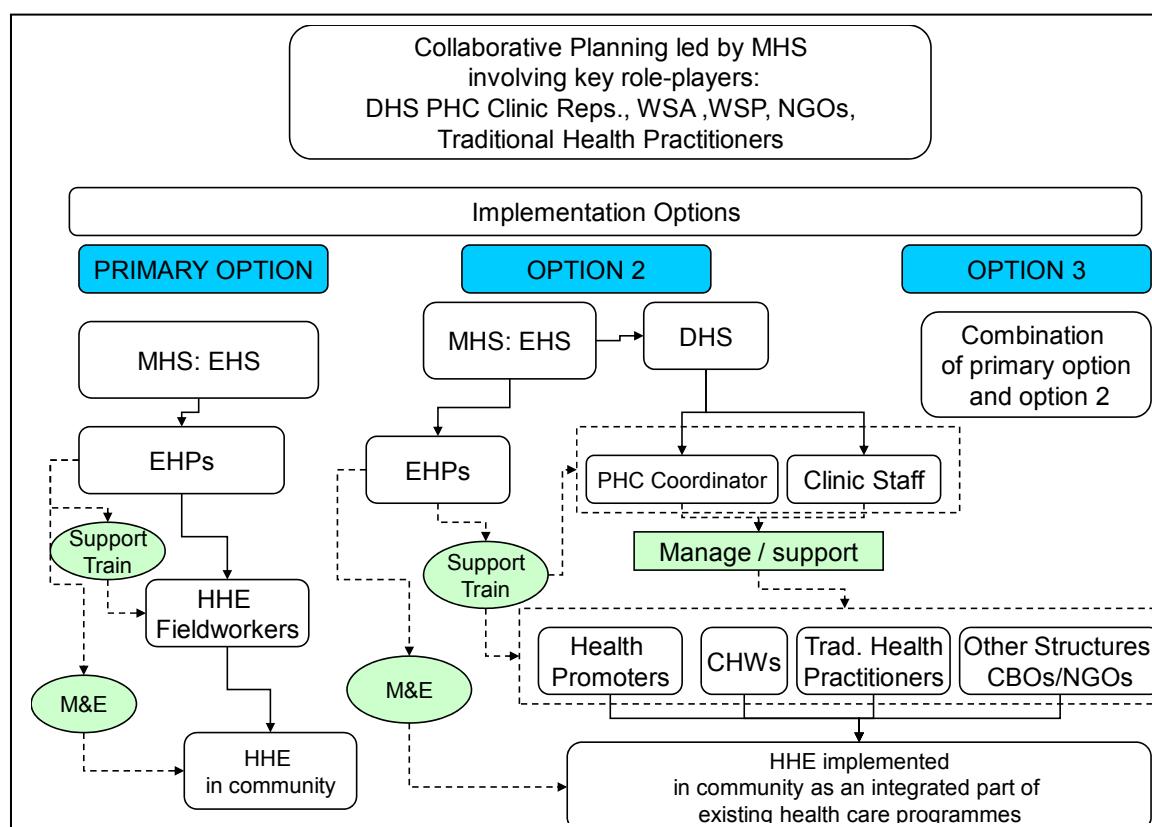 Collaborative Planning led by MHS
involving key role-players:
DHS PHC Clinic Reps., WSA ,WSP, NGOs,
Traditional Health Practitioners
Implementation Options
PRIMARY OPTION
OPTION 2
OPTION 3
MHS: EHS
MHS: EHS
DHS
Combination
of primary option
and option 2
EHPs
EHPs
PHC Coordinator
Clinic Staff
Support
Train
Support
Train
Manage / support
HHE
Fieldworkers
Health
Promoters
CHWs
Trad. Health
Practitioners
Other Structures
CBOs/NGOs
M&E
M&E
HHE
in community
HHE implemented
in community as an integrated part of
existing health care programmes